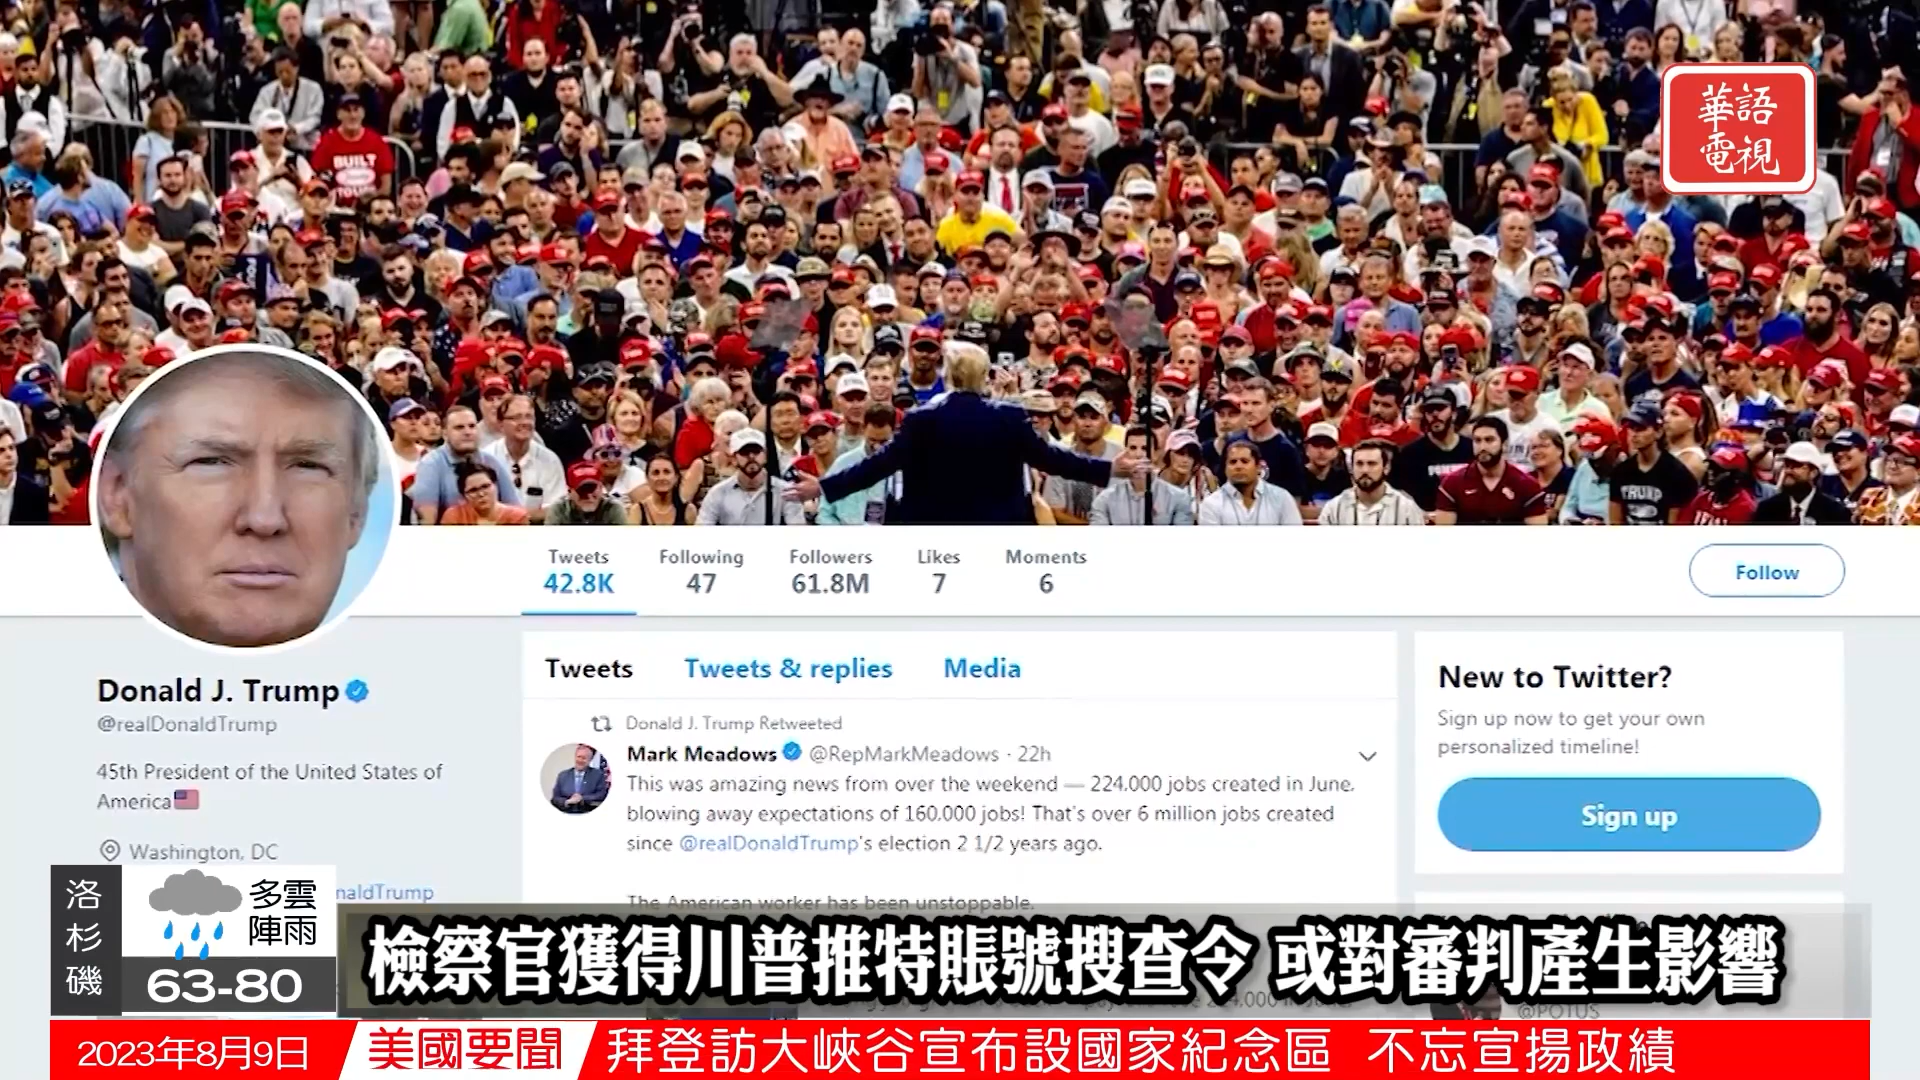 華語
電視
BUILT
TRUMP
Tweets
42.8K
Following
47
Followers
61.8M
Likes
7
Moments
6
Follow
Donald J. Trump
@realDonaldTrump
45th President of the United States of
America
Washington, DC
naldTrump
Tweets
Tweets & replies
Media
Donald J. Trump Retweeted
Mark Meadows @RepMarkMeadows · 22h
This was amazing news from over the weekend — 224,000 jobs created in June,
blowing away expectations of 160,000 jobs! That's over 6 million jobs created
since @realDonaldTrump's election 2 1/2 years ago.
The American worker has been unstoppable.
New to Twitter?
Sign up now to get your own
personalized timeline!
Sign up
@POTUS
洛杉磯
多雲
陣雨
63-80
檢察官獲得川普推特賬號搜查令 或對審判產生影響
2023年8月9日
美國要聞
拜登訪大峽谷宣布設國家紀念區 不忘宣揚政績